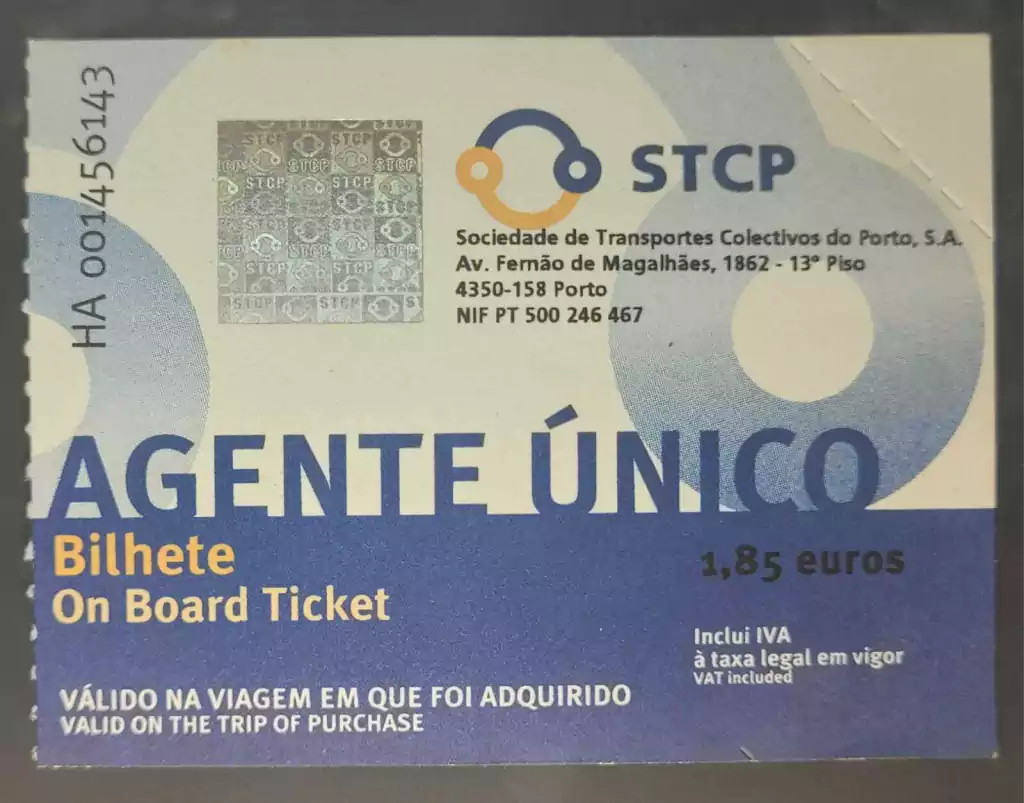 HA 001456143
STCP
Sociedade de Transportes Colectivos do Porto, S.A.
Av. Fernão de Magalhães, 1862 - 13º Piso
4350-158 Porto
NIF PT 500 246 467
AGENTE ÚNICO
Bilhete
On Board Ticket
1,85 euros
Inclui IVA
à taxa legal em vigor
VAT included
VÁLIDO NA VIAGEM EM QUE FOI ADQUIRIDO
VALID ON THE TRIP OF PURCHASE